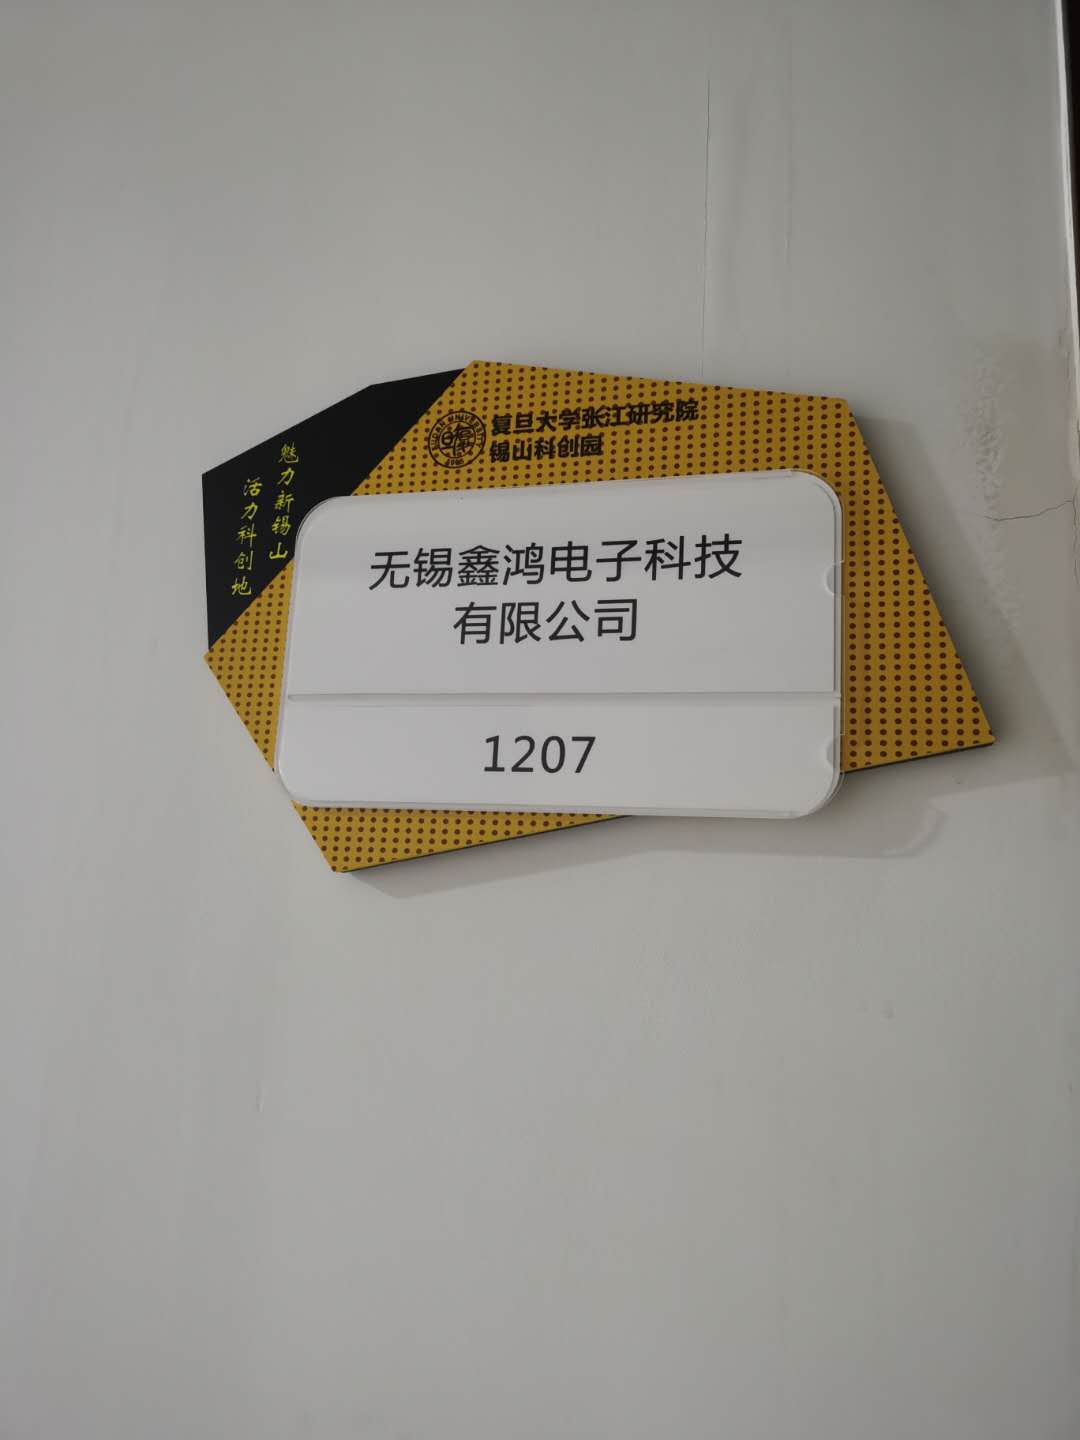 复旦大学张江研究院
锡山科创园
魅力新锡山
活力科创地
无锡鑫鸿电子科技
有限公司
1207